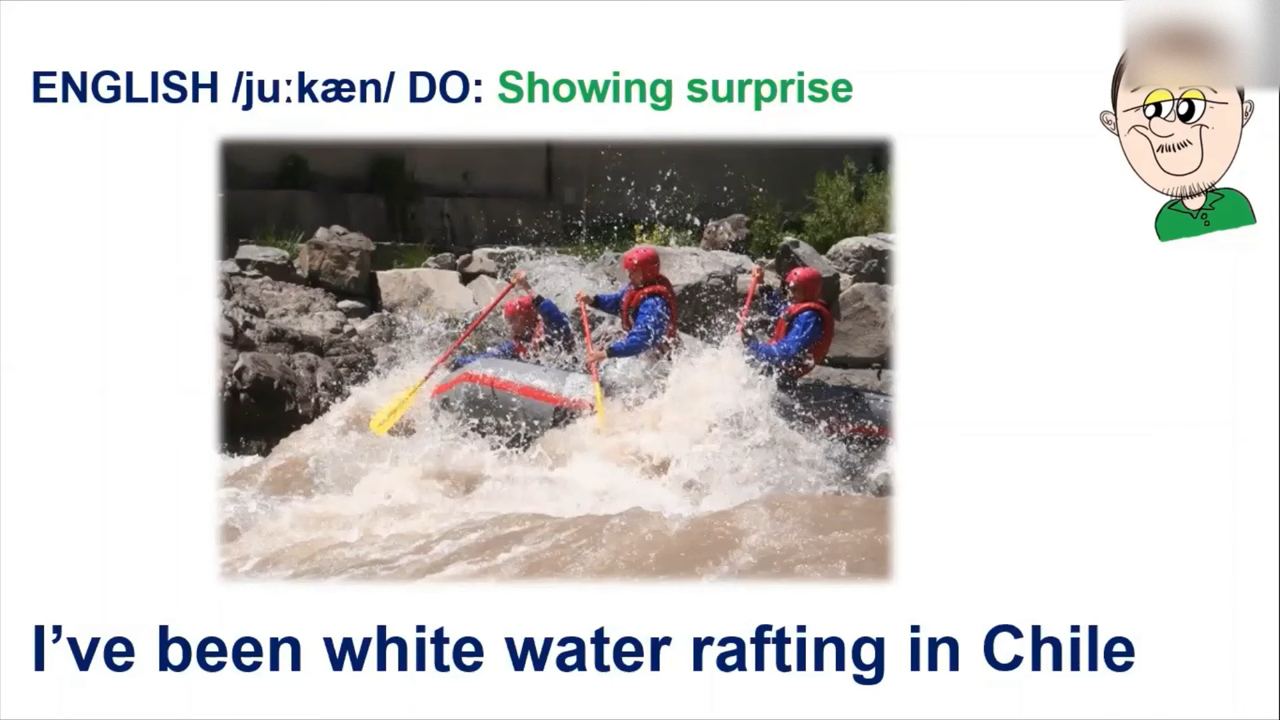 ENGLISH /juːkæn/ DO: Showing surprise
I’ve been white water rafting in Chile